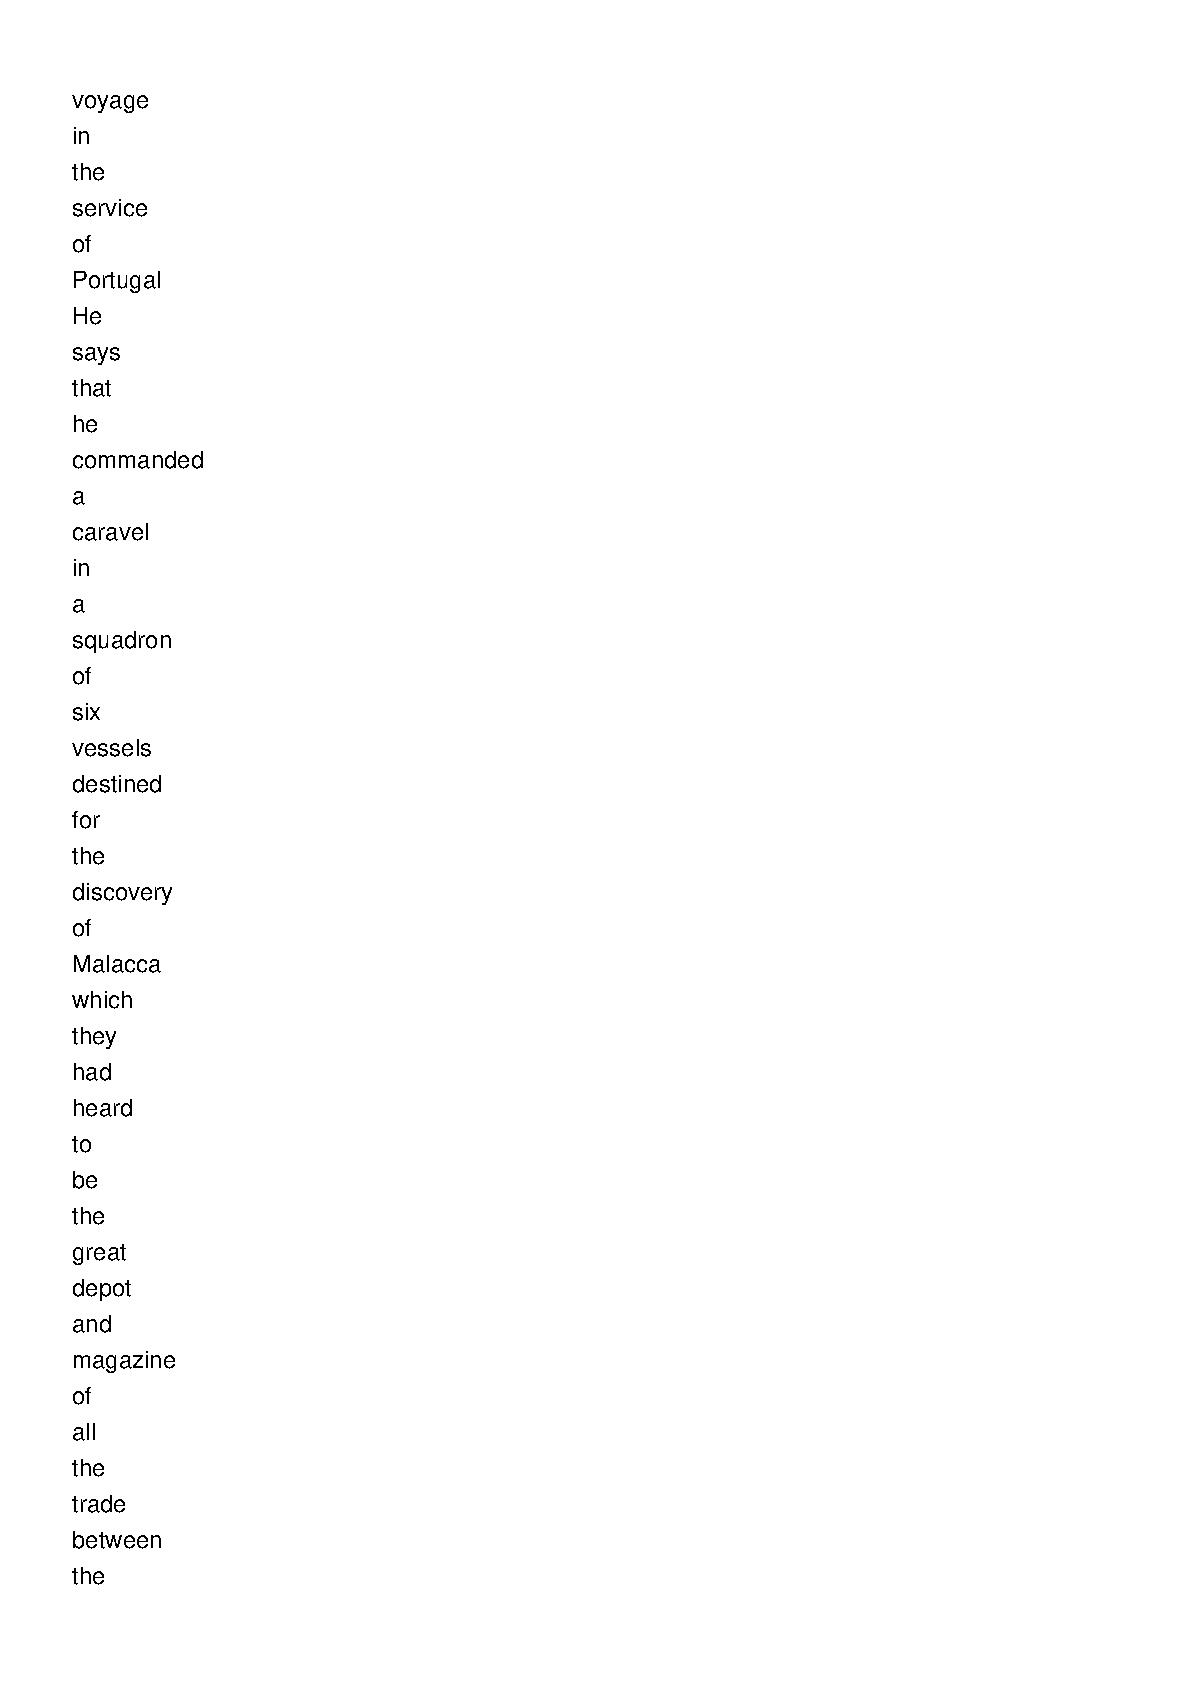 voyage
in
the
service
of
Portugal
He
says
that
he
commanded
a
caravel
in
a
squadron
of
six
vessels
destined
for
the
discovery
of
Malacca
which
they
had
heard
to
be
the
great
depot
and
magazine
of
all
the
trade
between
the